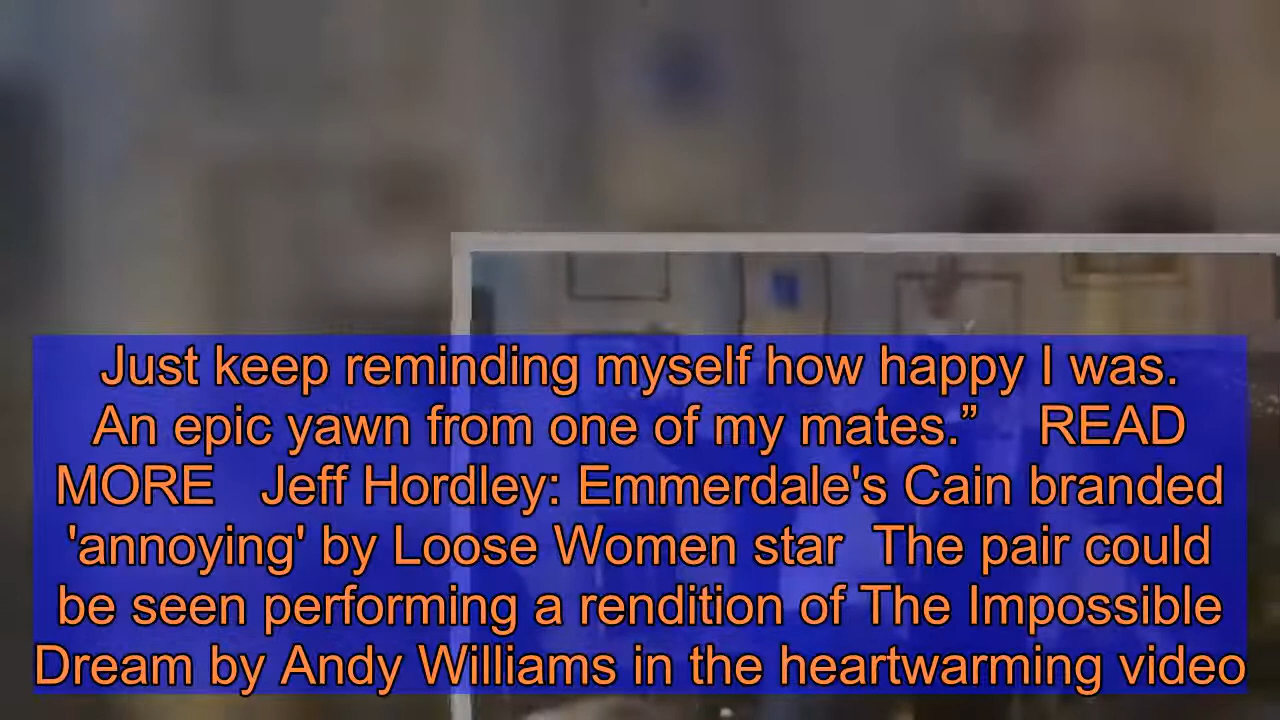 Just keep reminding myself how happy I was.
An epic yawn from one of my mates.” READ
MORE Jeff Hordley: Emmerdale's Cain branded
'annoying' by Loose Women star The pair could
be seen performing a rendition of The Impossible
Dream by Andy Williams in the heartwarming video